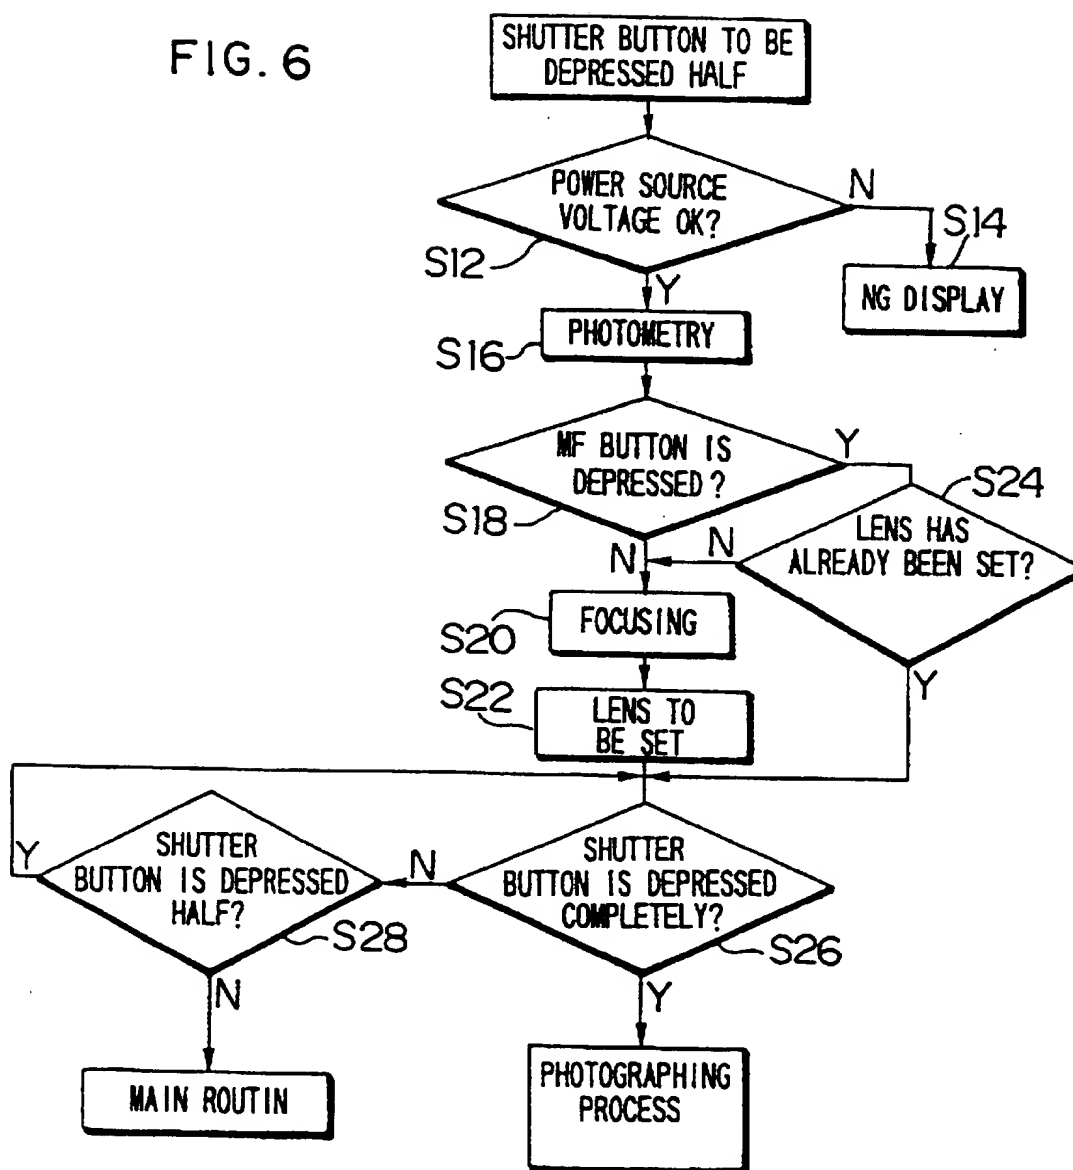 FIG. 6
SHUTTER BUTTON TO BE
DEPRESSED HALF
POWER SOURCE
VOLTAGE OK?
N
S12
Y
S14
NG DISPLAY
PHOTOMETRY
S16
MF BUTTON IS
DEPRESSED?
Y
S18
N
S24
LENS HAS
ALREADY BEEN SET?
N
Y
FOCUSING
S20
S22
LENS TO
BE SET
SHUTTER
BUTTON IS DEPRESSED
HALF?
Y
N
S28
N
SHUTTER
BUTTON IS DEPRESSED
COMPLETELY?
S26
Y
MAIN ROUTIN
PHOTOGRAPHING
PROCESS